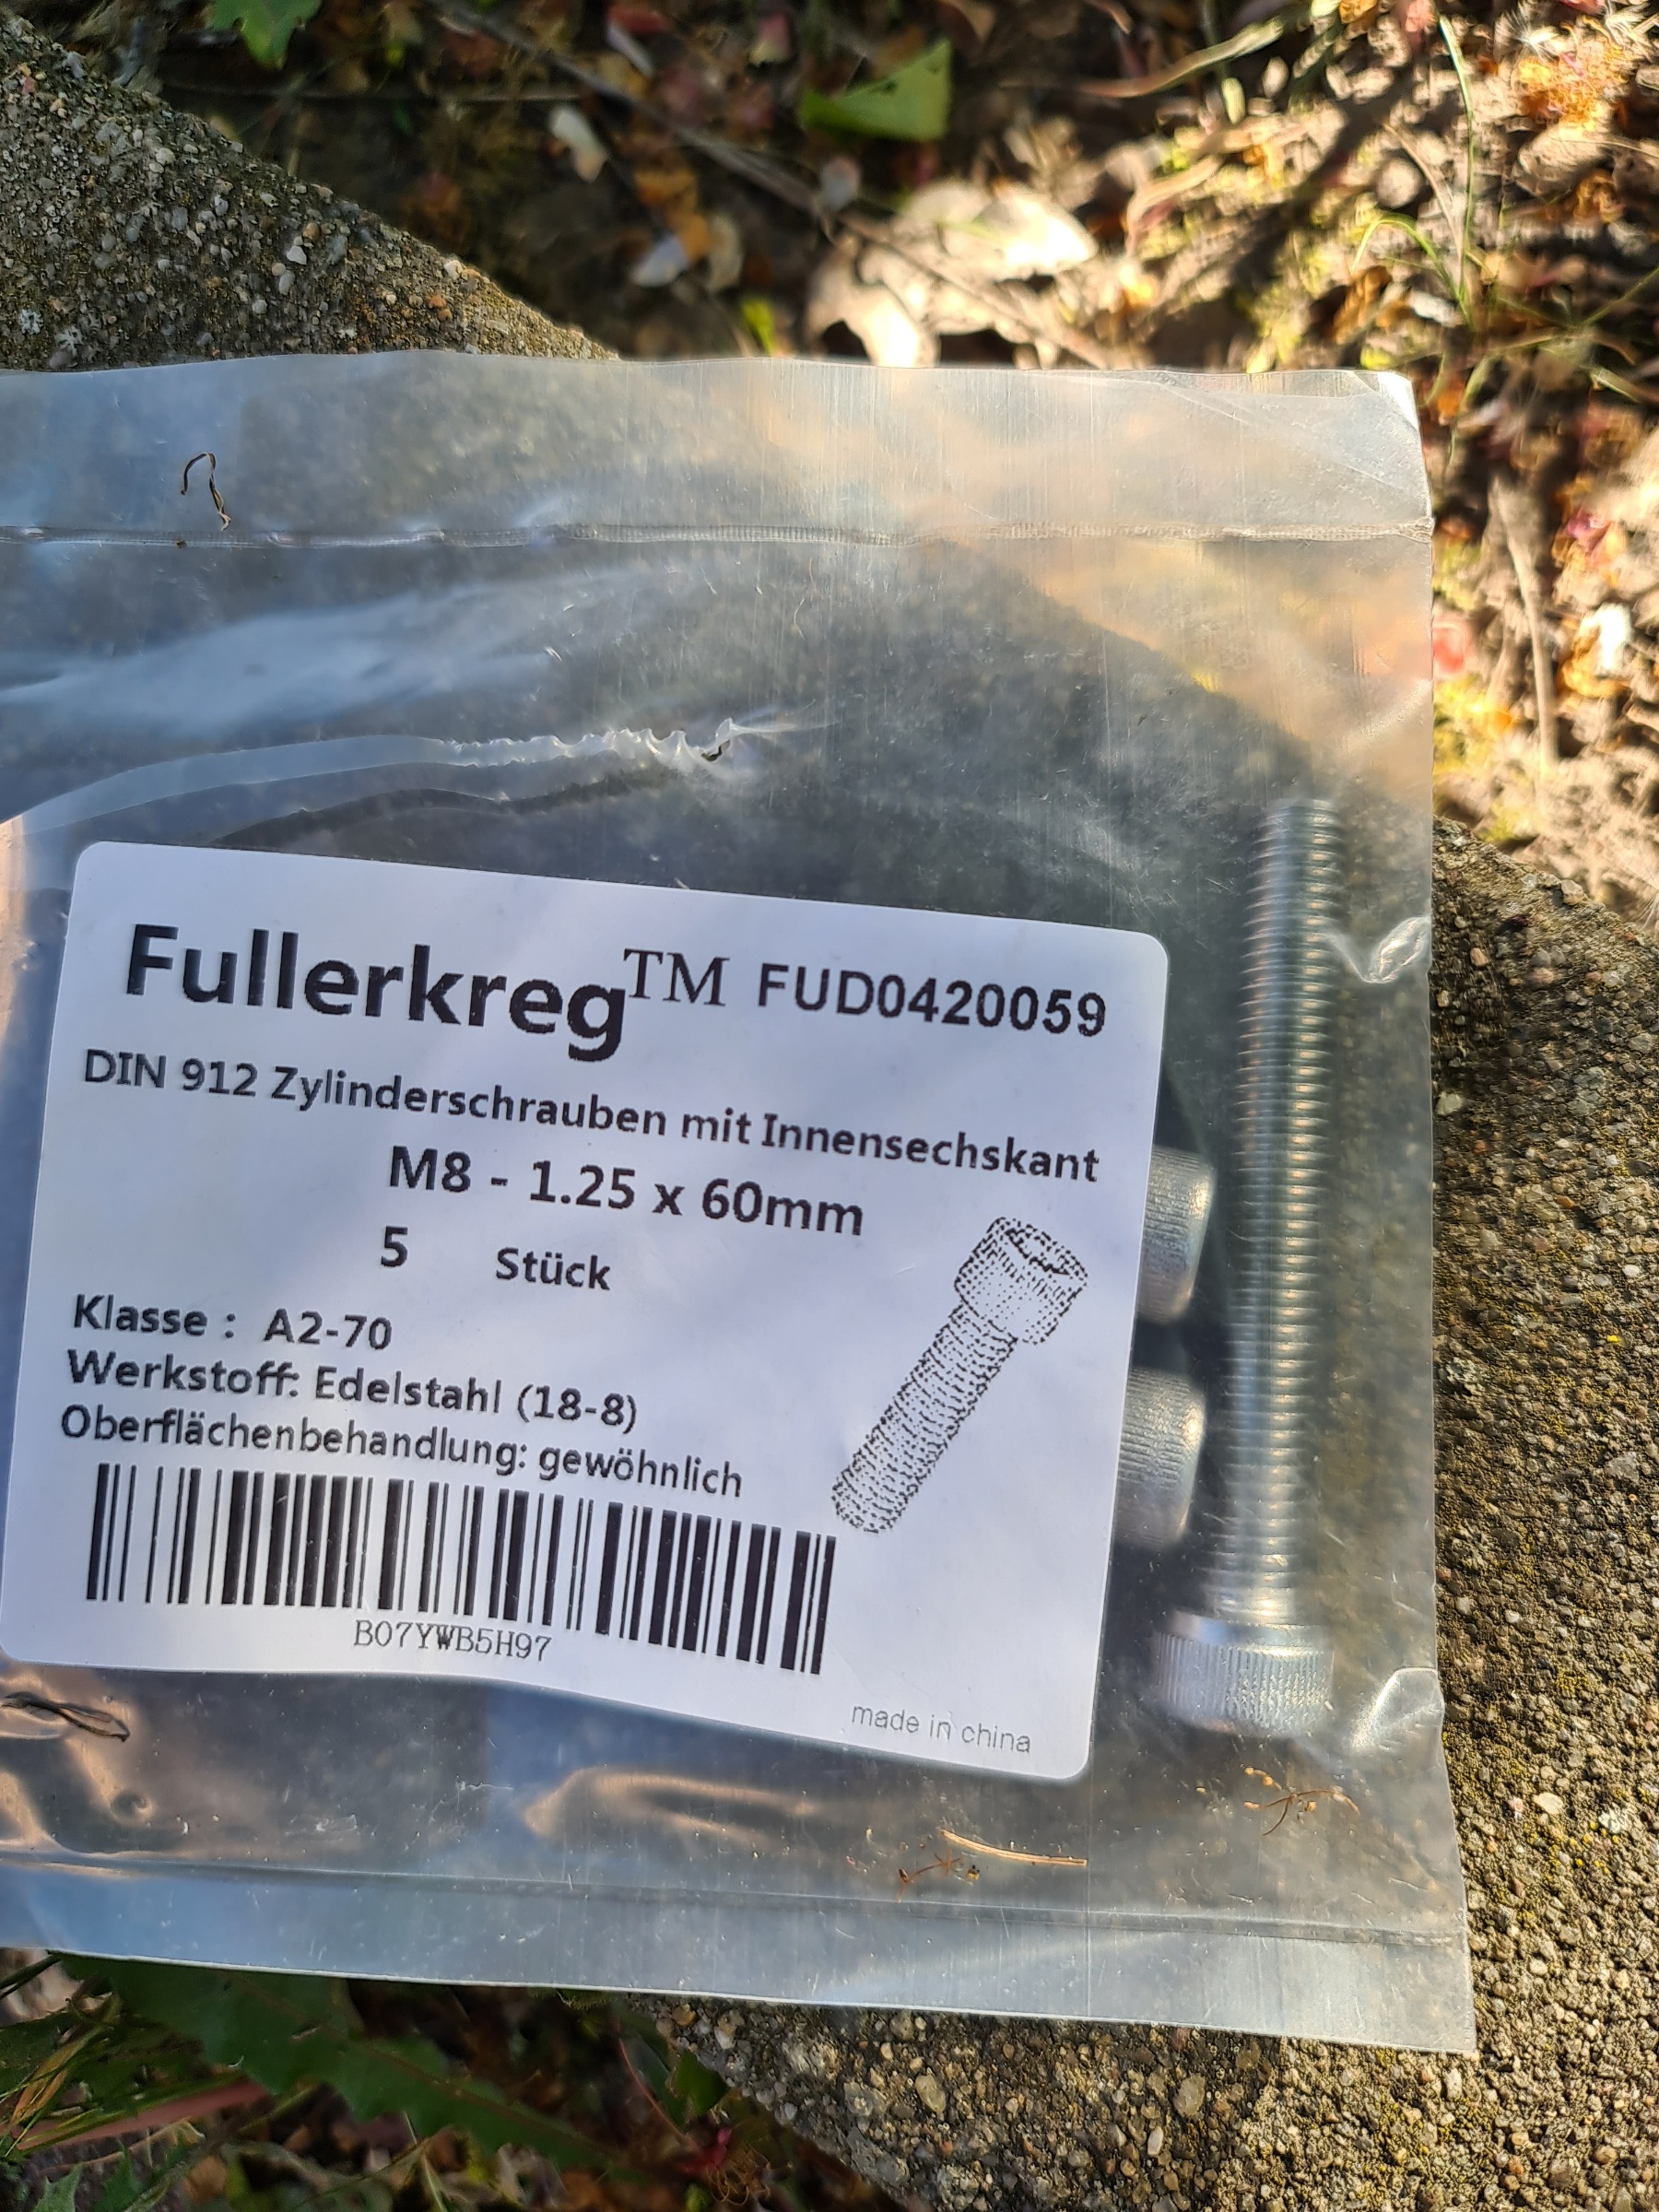 Fullerkreg™ FUD0420059
DIN 912 Zylinderschrauben mit Innensechskant
M8 - 1.25 x 60mm
5 Stück
Klasse : A2-70
Werkstoff: Edelstahl (18-8)
Oberflächenbehandlung: gewöhnlich
B07YWB5H97
made in china